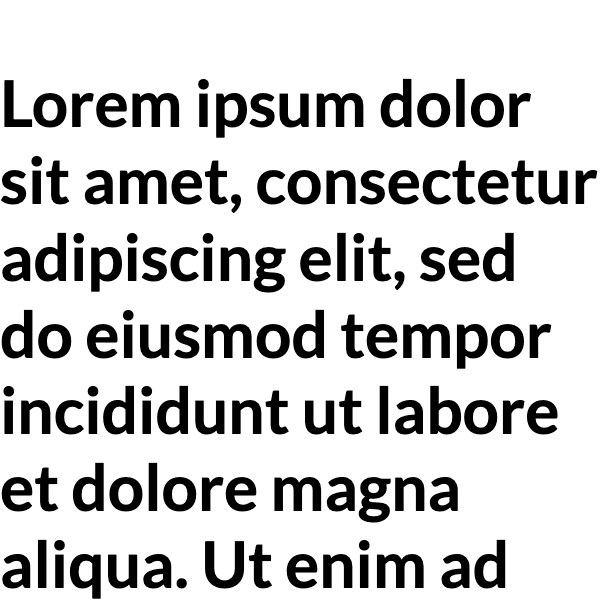 Lorem ipsum dolor
sit amet, consectetur
adipiscing elit, sed
do eiusmod tempor
incididunt ut labore
et dolore magna
aliqua. Ut enim ad